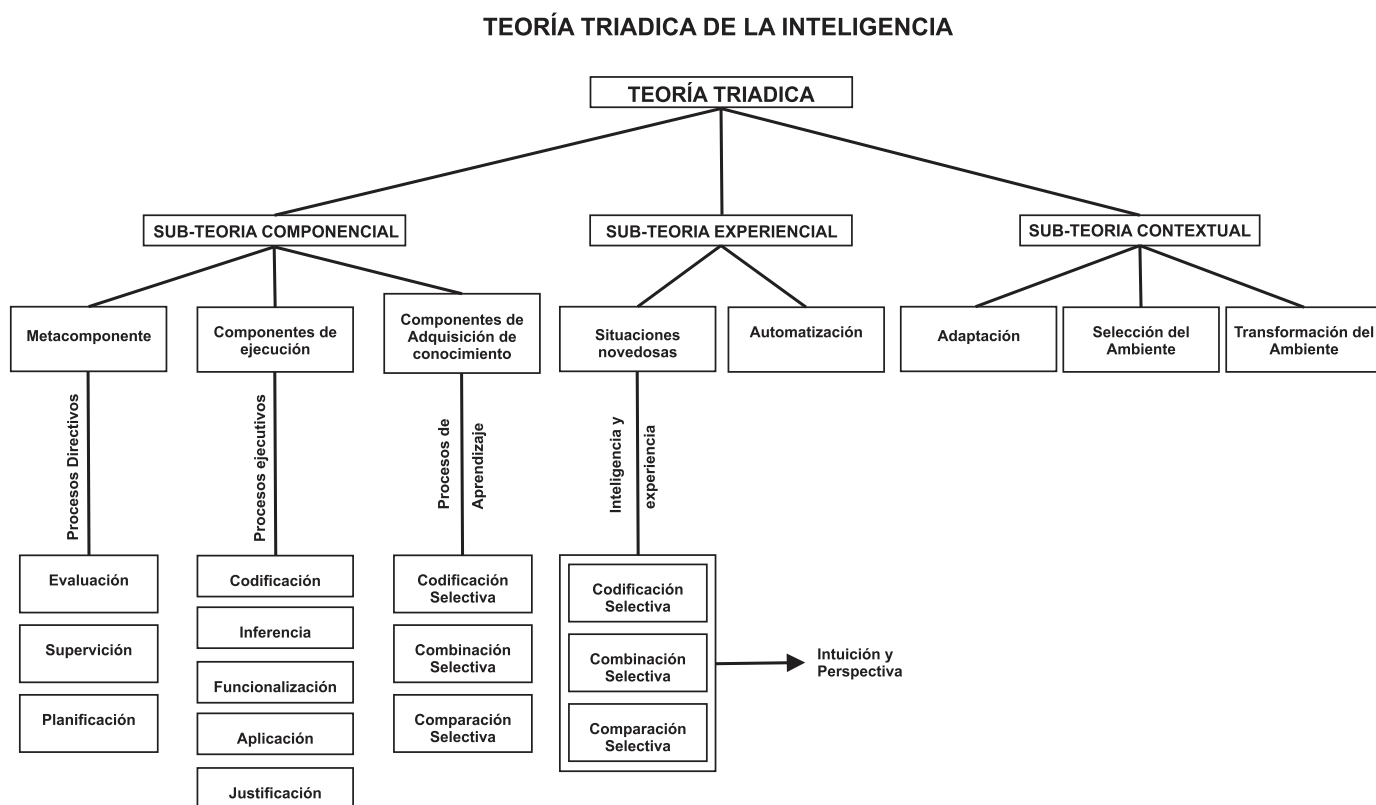 TEORÍA TRIADICA DE LA INTELIGENCIA
TEORÍA TRIADICA
SUB-TEORIA COMPONENCIAL
SUB-TEORIA EXPERIENCIAL
SUB-TEORIA CONTEXTUAL
Metacomponente
Componentes de
ejecución
Componentes de
Adquisición de
conocimiento
Situaciones
novedosas
Automatización
Adaptación
Selección del
Ambiente
Transformación del
Ambiente
Procesos Directivos
Procesos ejecutivos
Procesos de
Aprendizaje
Inteligencia y
experiencia
Evaluación
Supervición
Planificación
Codificación
Inferencia
Funcionalización
Aplicación
Justificación
Codificación
Selectiva
Combinación
Selectiva
Comparación
Selectiva
Codificación
Selectiva
Combinación
Selectiva
Comparación
Selectiva
Intuición y
Perspectiva